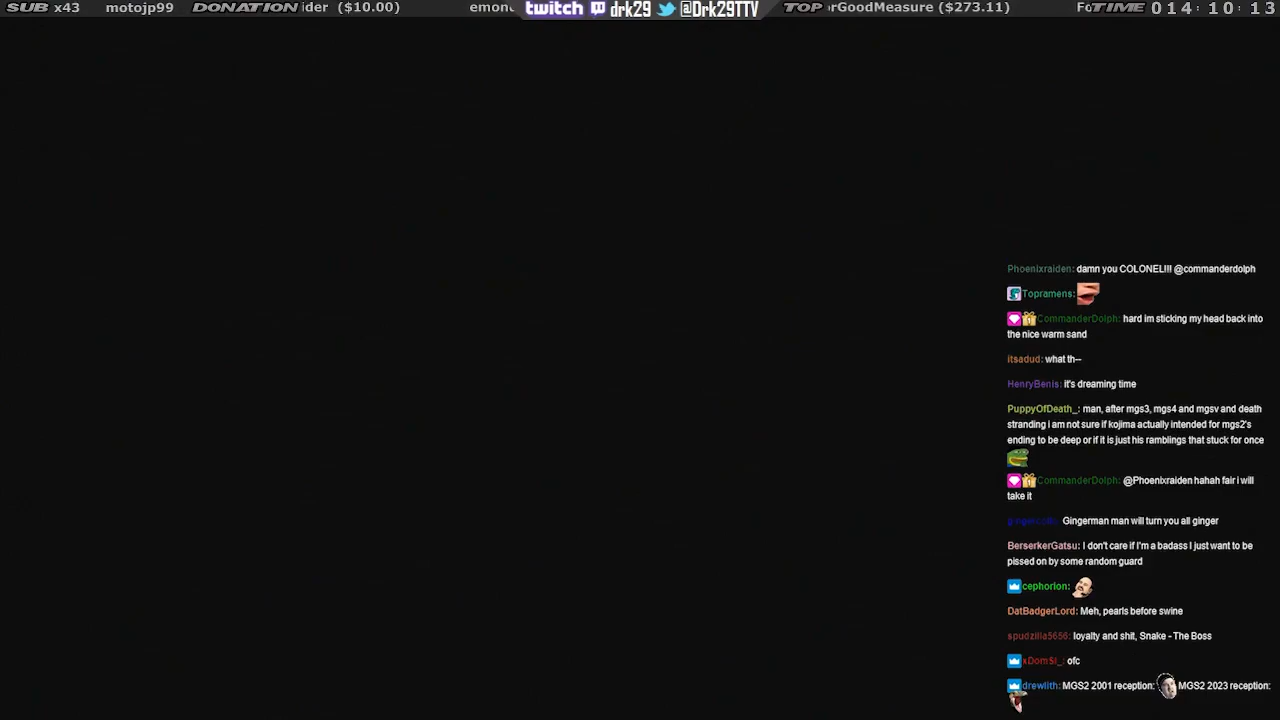 SUB x43 motojp99 DONATION ider ($10.00) emon twitch drk29 @Drk29TTV TOP rGoodMeasure ($273.11) Fo TIME 014:10:13
Phoenixraiden: damn you COLONEL!!! @commanderdolph
Topramens:
CommanderDolph: hard im sticking my head back into
the nice warm sand
itsadud: what th--
HenryBenis: it's dreaming time
PuppyOfDeath_: man, after mgs3, mgs4 and mgsv and death
stranding i am not sure if kojima actually intended for mgs2's
ending to be deep or if it is just his ramblings that stuck for once
CommanderDolph: @Phoenixraiden hahah fair i will
take it
Gingerman man will turn you all ginger
BerserkerGatsu: I don't care if I'm a badass I just want to be
pissed on by some random guard
cephorlon:
DatBadgerLord: Meh, pearls before swine
spudzilla5656: loyalty and shit, Snake - The Boss
xDom$i_: ofc
drewlith: MGS2 2001 reception: MGS2 2023 reception: